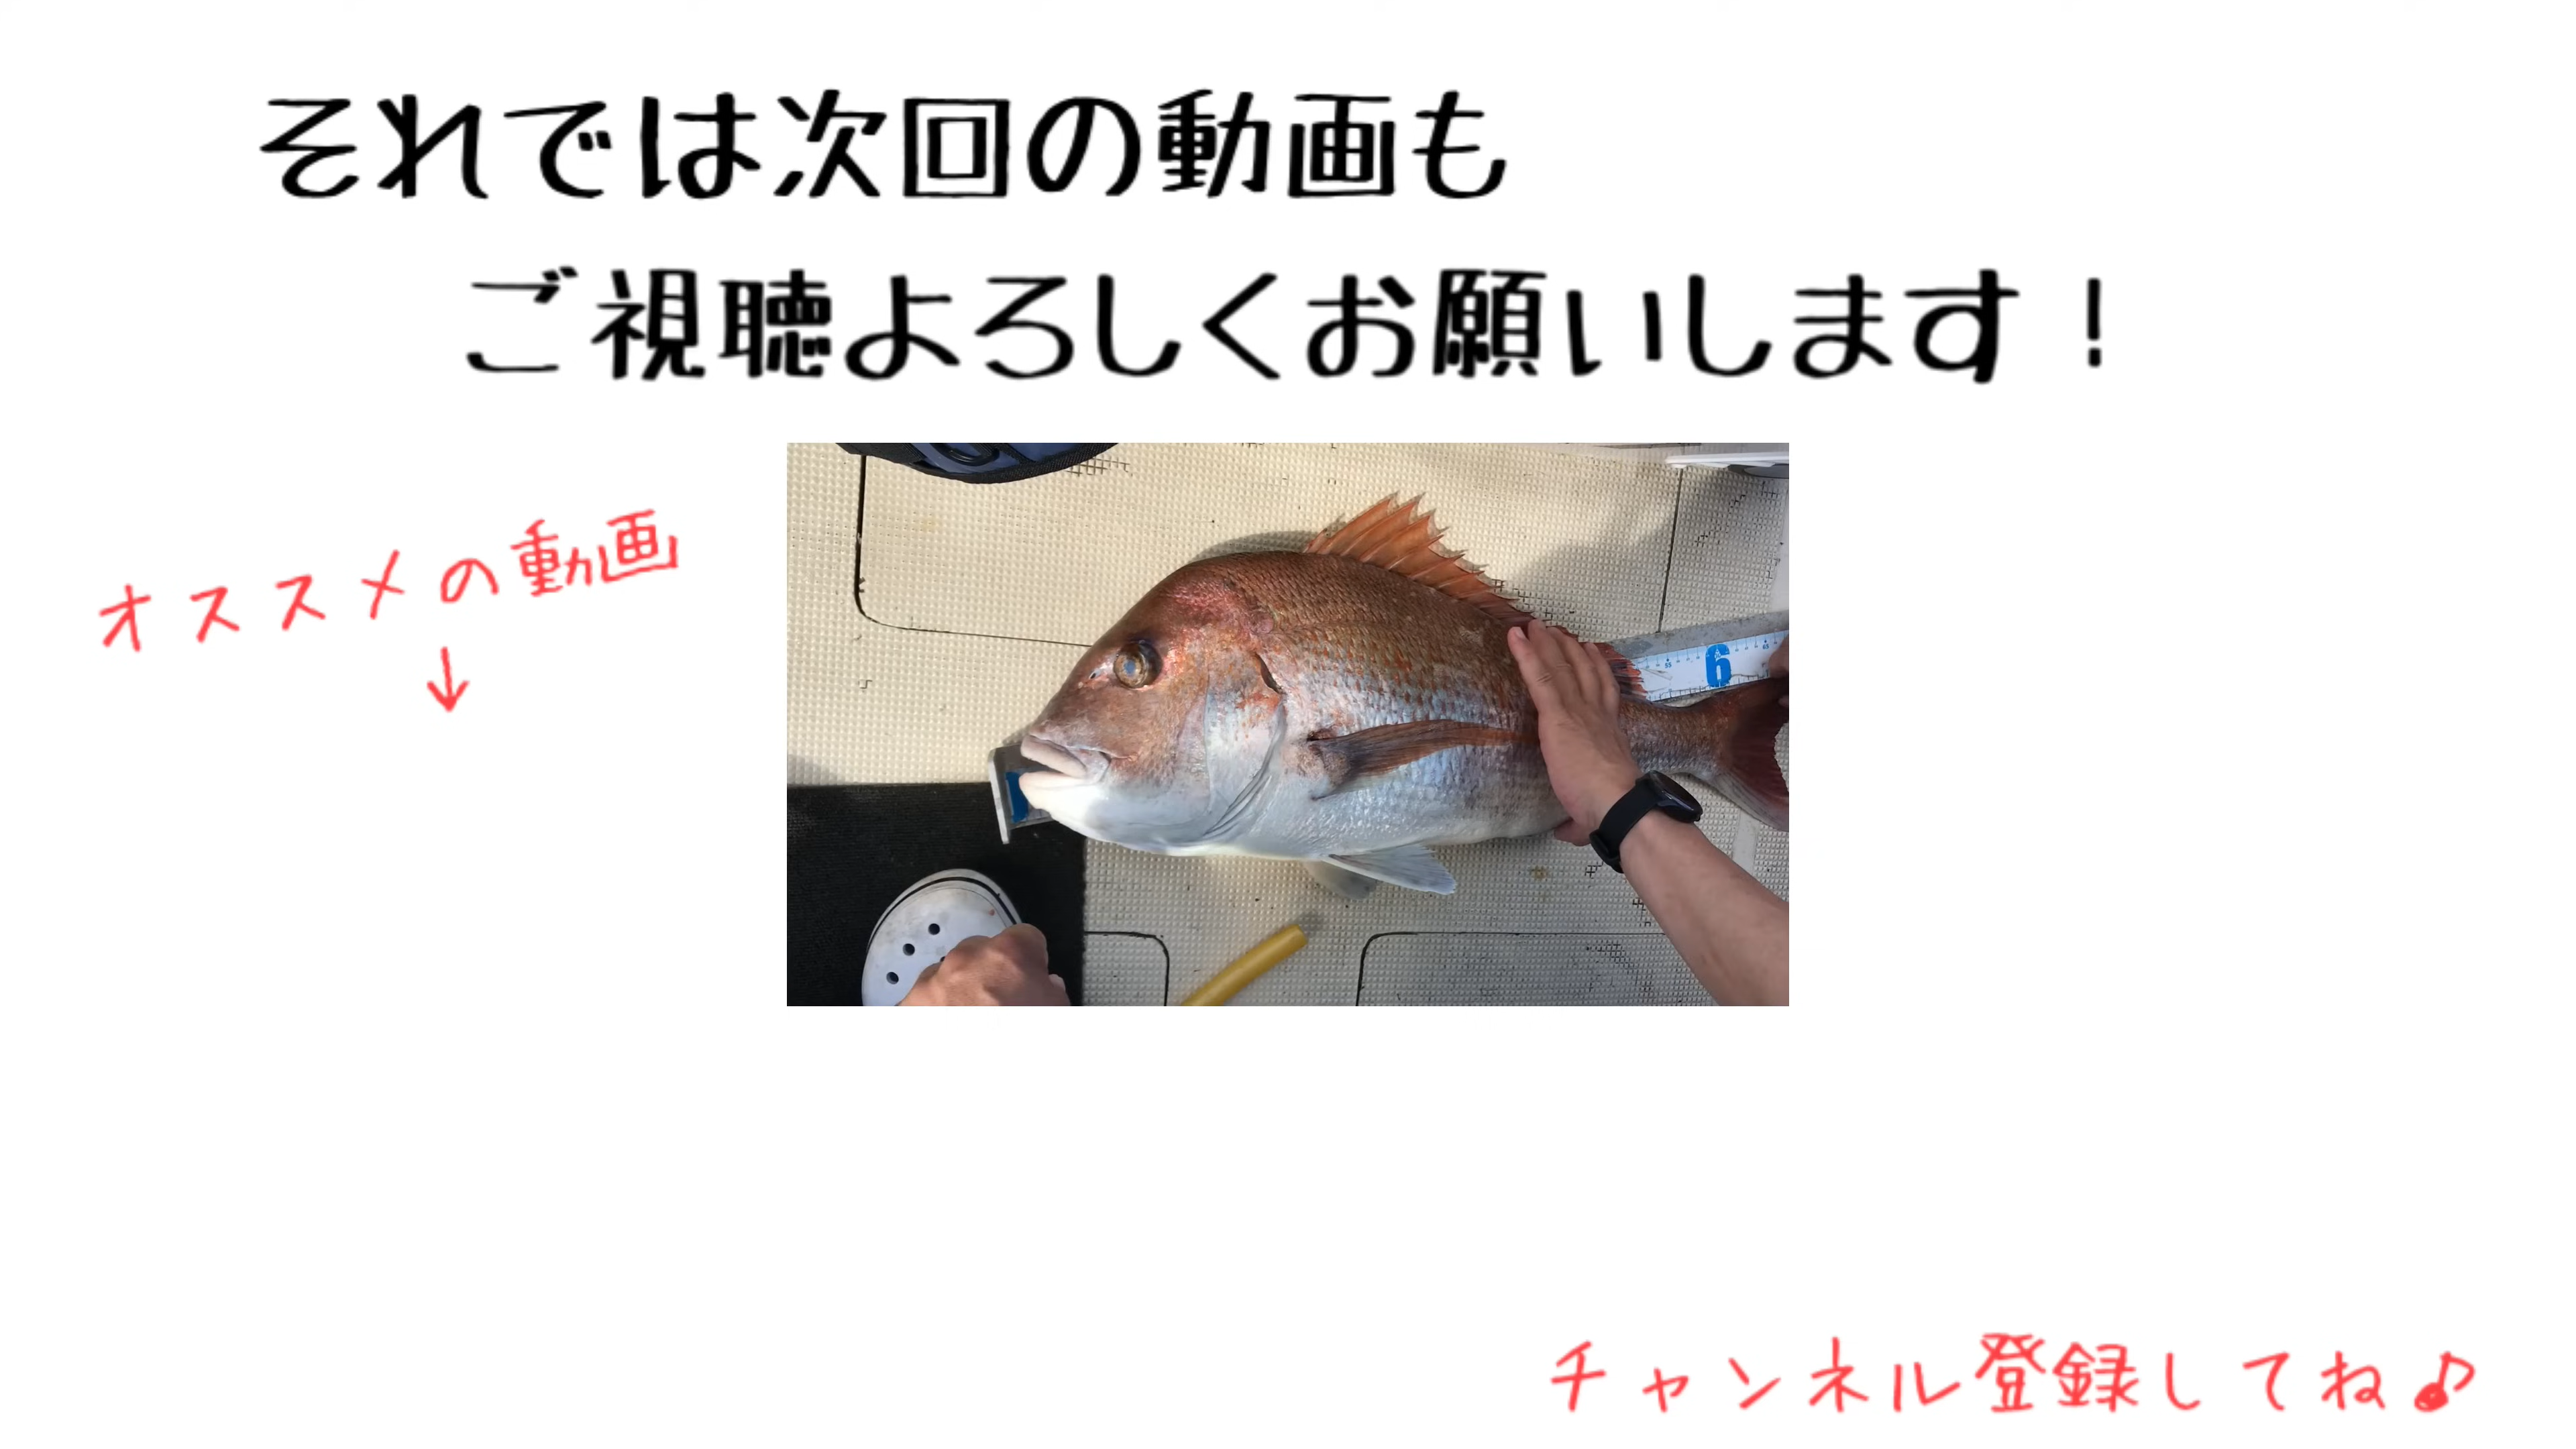 それでは次回の動画も
ご視聴よろしくお願いします！
オススメの動画
↓
6
チャンネル登録してね♪